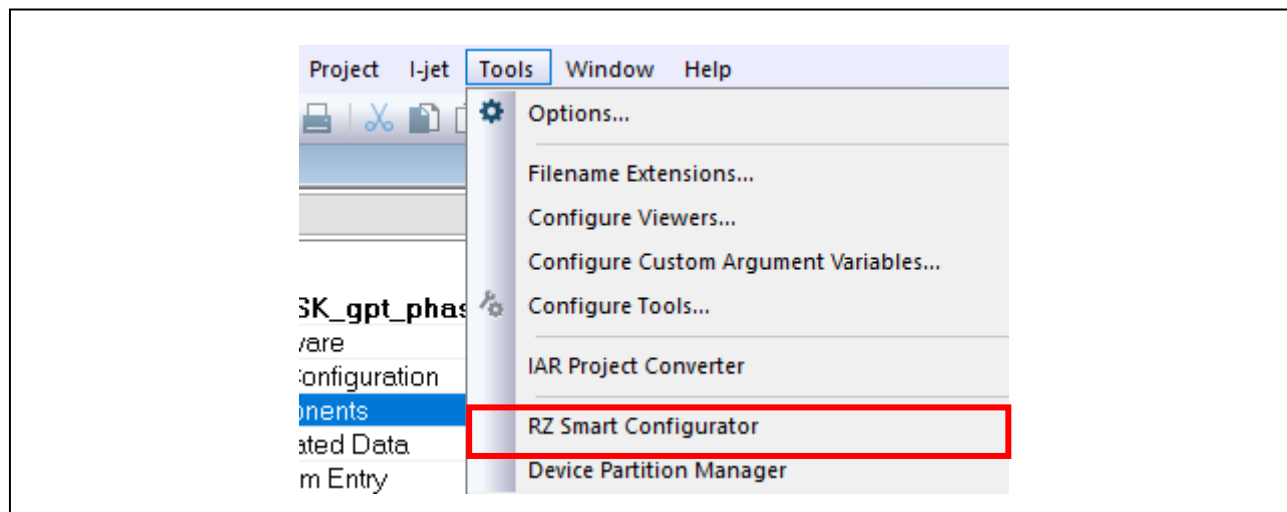 Project I-jet Tools Window Help
Options...
Filename Extensions...
Configure Viewers...
Configure Custom Argument Variables...
SK_gpt_phas
Configure Tools...
vare
IAR Project Converter
Configuration
onents
RZ Smart Configurator
ated Data
m Entry
Device Partition Manager